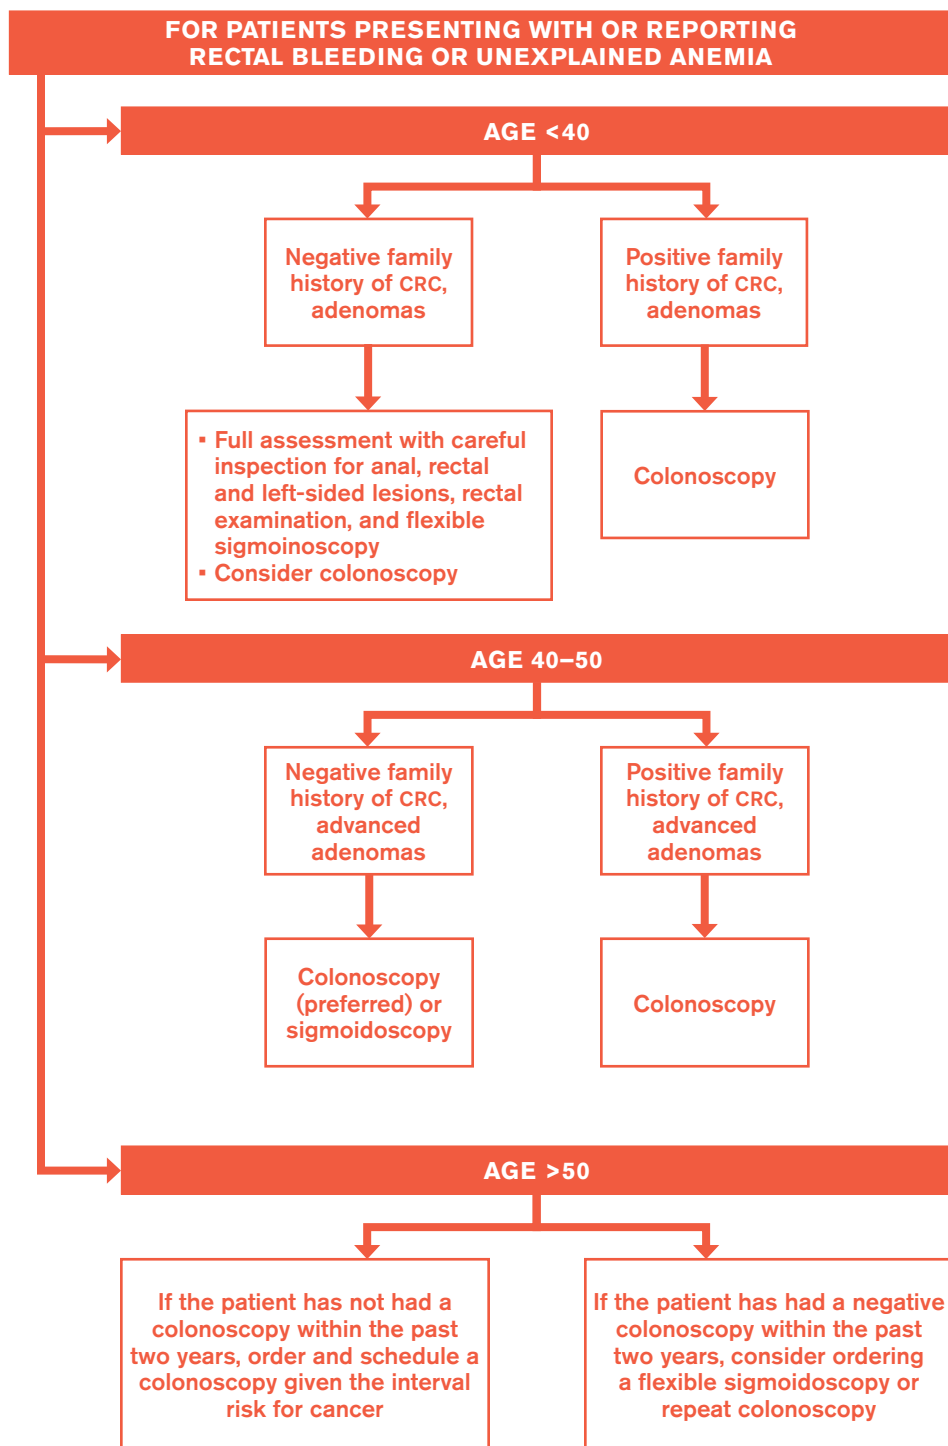 FOR PATIENTS PRESENTING WITH OR REPORTING
RECTAL BLEEDING OR UNEXPLAINED ANEMIA
AGE <40
Negative family
history of CRC,
adenomas
Positive family
history of CRC,
adenomas
▪ Full assessment with careful
inspection for anal, rectal
and left-sided lesions, rectal
examination, and flexible
sigmoinoscopy
▪ Consider colonoscopy
Colonoscopy
AGE 40–50
Negative family
history of CRC,
advanced
adenomas
Positive family
history of CRC,
advanced
adenomas
Colonoscopy
(preferred) or
sigmoidoscopy
Colonoscopy
AGE >50
If the patient has not had a
colonoscopy within the past
two years, order and schedule a
colonoscopy given the interval
risk for cancer
If the patient has had a negative
colonoscopy within the past
two years, consider ordering
a flexible sigmoidoscopy or
repeat colonoscopy